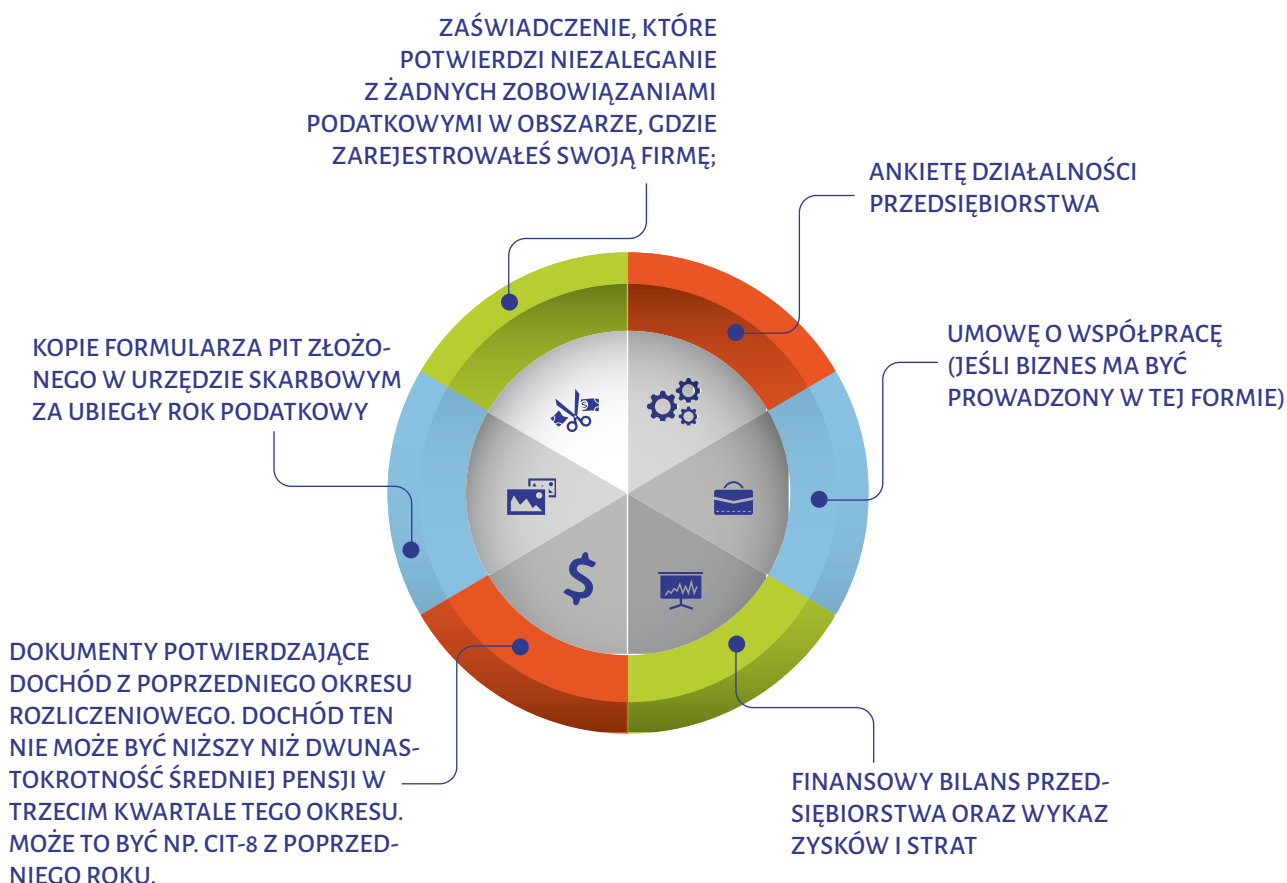 ZAŚWIADCZENIE, KTÓRE
POTWIERDZI NIEZALEGANIE
Z ŻADNYCH ZOBOWIĄZANIAMI
PODATKOWYMI W OBSZARZE, GDZIE
ZAREJESTROWAŁEŚ SWOJĄ FIRMĘ;
ANKIETĘ DZIAŁALNOŚCI
PRZEDSIĘBIORSTWA
UMOWĘ O WSPÓŁPRACĘ
(JEŚLI BIZNES MA BYĆ
PROWADZONY W TEJ FORMIE)
KOPIE FORMULARZA PIT ZŁOŻO-
NEGO W URZĘDZIE SKARBOWYM
ZA UBIEGŁY ROK PODATKOWY
DOKUMENTY POTWIERDZAJĄCE
DOCHÓD Z POPRZEDNIEGO OKRESU
ROZLICZENIOWEGO. DOCHÓD TEN
NIE MOŻE BYĆ NIŻSZY NIŻ DWUNAS-
TOKROTNOŚĆ ŚREDNIEJ PENSJI W
TRZECIM KWARTALE TEGO OKRESU.
MOŻE TO BYĆ NP. CIT-8 Z POPRZED-
NIEGO ROKU.
FINANSOWY BILANS PRZED-
SIĘBIORSTWA ORAZ WYKAZ
ZYSKÓW I STRAT